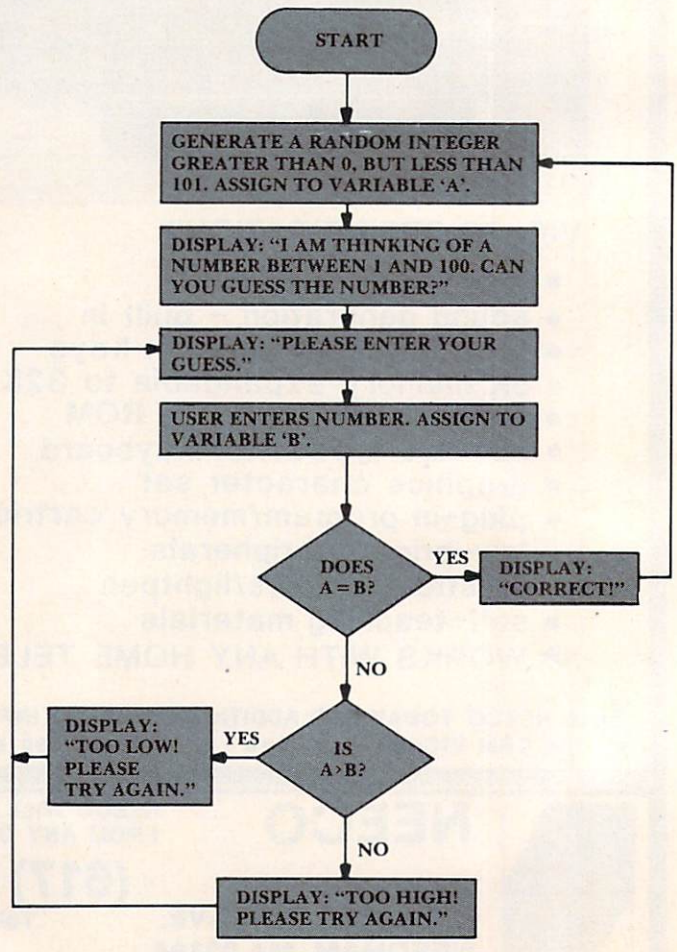 START
GENERATE A RANDOM INTEGER
GREATER THAN 0, BUT LESS THAN
101. ASSIGN TO VARIABLE ‘A’.
DISPLAY: “I AM THINKING OF A
NUMBER BETWEEN 1 AND 100. CAN
YOU GUESS THE NUMBER?”
DISPLAY: “PLEASE ENTER YOUR
GUESS.”
USER ENTERS NUMBER. ASSIGN TO
VARIABLE ‘B’.
DOES
A=B?
YES
DISPLAY:
“CORRECT!”
NO
IS
A>B?
YES
DISPLAY:
“TOO LOW!
PLEASE
TRY AGAIN.”
NO
DISPLAY: “TOO HIGH!
PLEASE TRY AGAIN.”